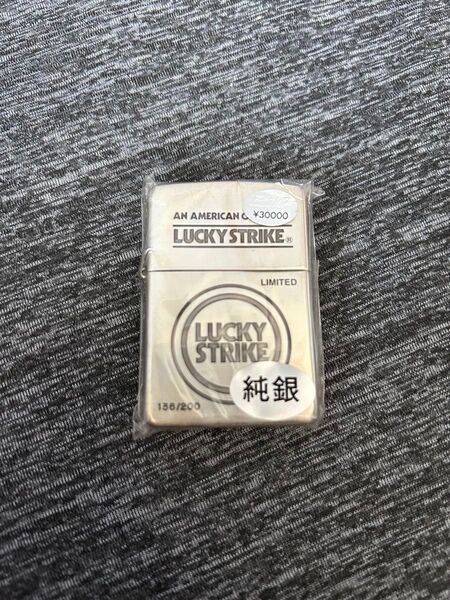 AN AMERICAN
¥30000
LUCKY STRIKE®
LIMITED
LUCKY
STRIKE
純銀
136/200